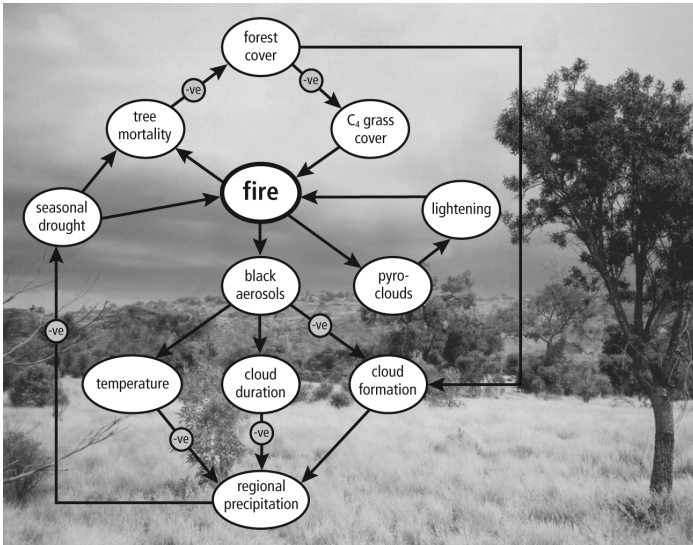 forest
cover
-ve
-ve
tree
mortality
C₄ grass
cover
fire
seasonal
drought
lightening
black
aerosols
pyro-
clouds
-ve
-ve
temperature
cloud
duration
cloud
formation
-ve
-ve
regional
precipitation